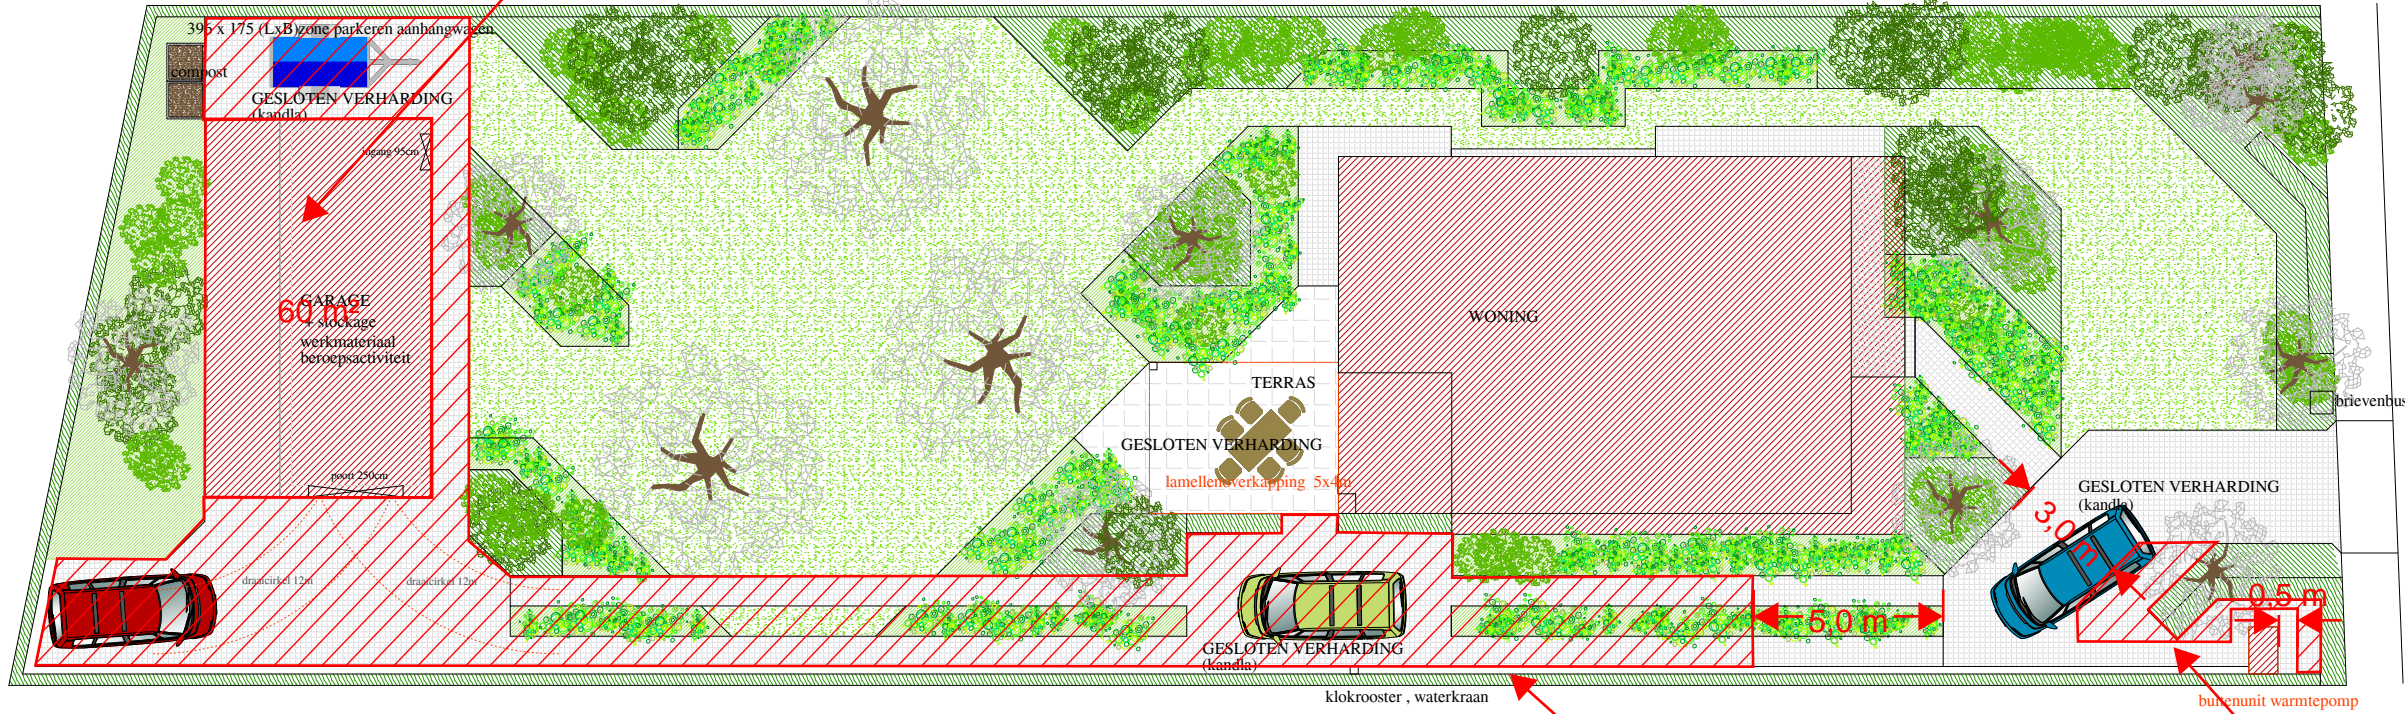 395 x 175 (LxB)zone parkeren aanhangwagen
compost
GESLOTEN VERHARDING
(kandla)
ingang 95cm
60 m²
GARAGE
+ stockage
werkmateriaal
beroepsactiviteit
poort 250cm
draaicirkel 12m
draaicirkel 12m
WONING
TERRAS
GESLOTEN VERHARDING
lamellenoverkapping 5x4m
brievenbus
GESLOTEN VERHARDING
(kandla)
3,0 m
0,5 m
5,0 m
GESLOTEN VERHARDING
(kandla)
klokrooster , waterkraan
buitenunit warmtepomp